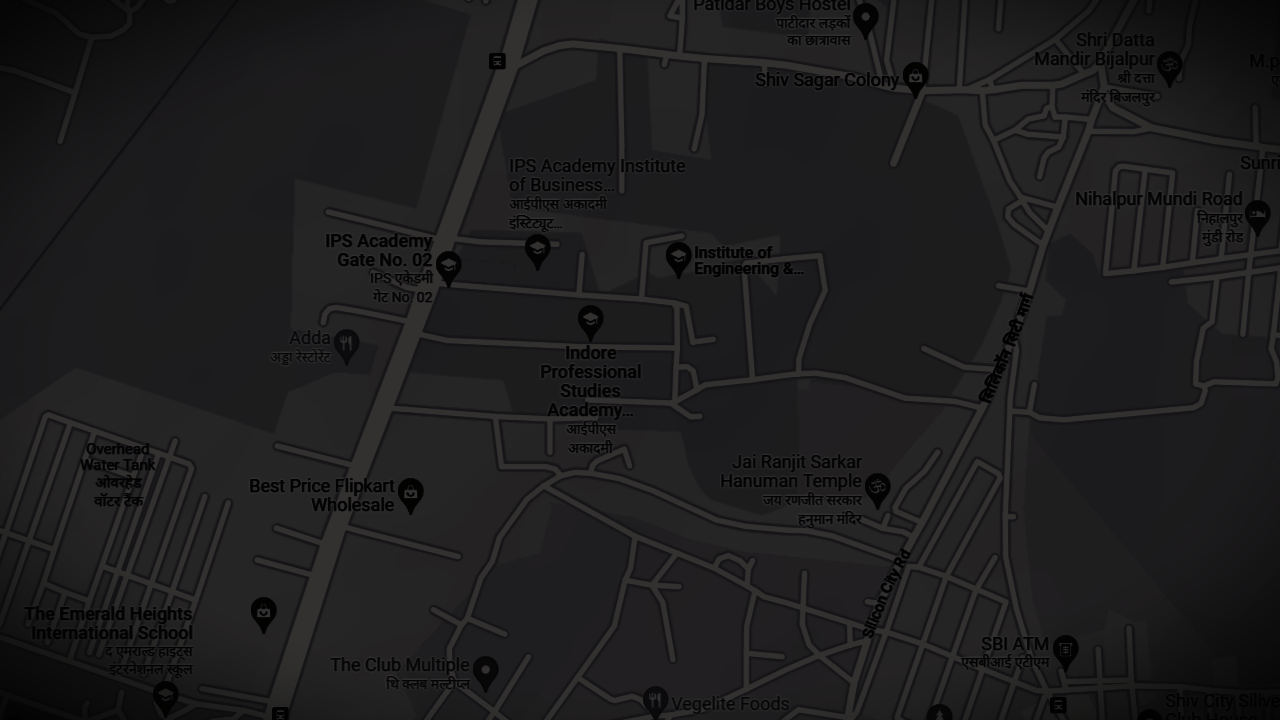 Patidar Boys Hostel
पाटीदार लड़कों
का छात्रावास
Shri Datta
Mandir Bijalpur
श्री दत्ता
मंदिर बिजलपुर
Shiv Sagar Colony
IPS Academy Institute
of Business...
आईपीएस अकादमी
इंस्टिट्यूट...
Nihalpur Mundi Road
निहालपुर
मुंडी रोड
IPS Academy
Gate No. 02
IPS एकेडमी
गेट No. 02
Institute of
Engineering &...
Adda
अड्डा रेस्टोरेंट
Indore
Professional
Studies
Academy...
आईपीएस
अकादमी
सिलिकॉन सिटी मार्ग
Overhead
Water Tank
ओवरहेड
वॉटर टैंक
Best Price Flipkart
Wholesale
Jai Ranjit Sarkar
Hanuman Temple
जय रणजीत सरकार
हनुमान मंदिर
Silicon City Rd
The Emerald Heights
International School
द एमराल्ड हाइट्स
इंटरनेशनल स्कूल
The Club Multiple
थि क्लब मल्टीप्ल
SBI ATM
एसबीआई एटीएम
Vegelite Foods
Shiv City Silive